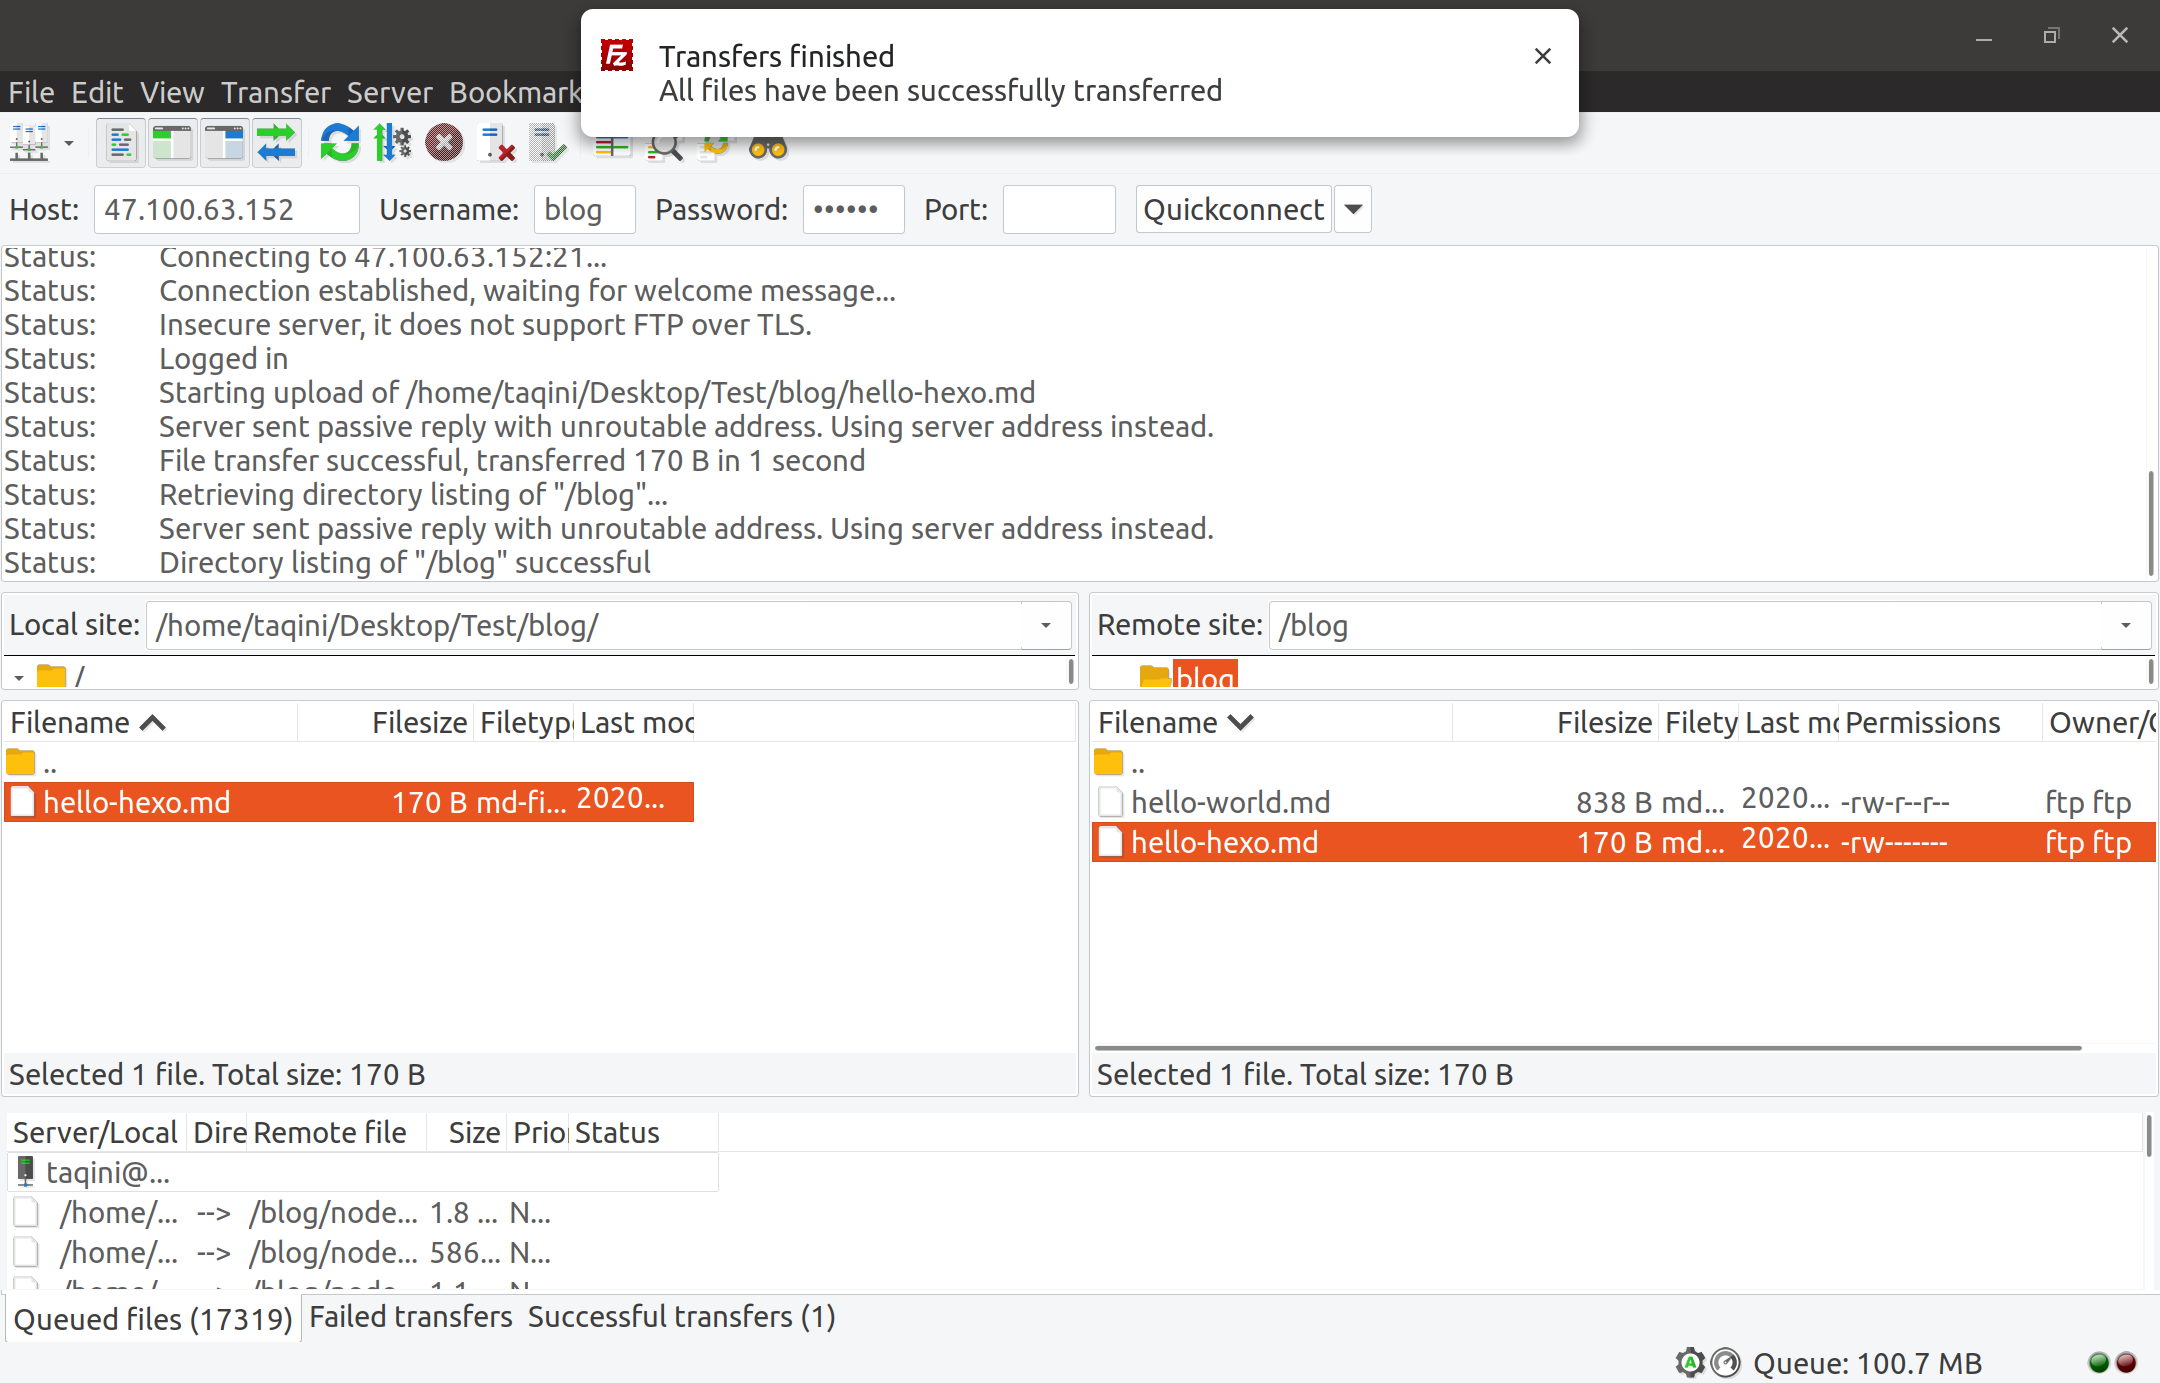 Transfers finished
All files have been successfully transferred
File Edit View Transfer Server Bookmark
Host: 47.100.63.152 Username: blog Password: •••••• Port: Quickconnect
Status: Connecting to 47.100.63.152:21...
Status: Connection established, waiting for welcome message...
Status: Insecure server, it does not support FTP over TLS.
Status: Logged in
Status: Starting upload of /home/taqini/Desktop/Test/blog/hello-hexo.md
Status: Server sent passive reply with unroutable address. Using server address instead.
Status: File transfer successful, transferred 170 B in 1 second
Status: Retrieving directory listing of "/blog"...
Status: Server sent passive reply with unroutable address. Using server address instead.
Status: Directory listing of "/blog" successful
Local site: /home/taqini/Desktop/Test/blog/
/
Filename Filesize Filetype Last mod
..
hello-hexo.md 170 B md-fi... 2020...
Selected 1 file. Total size: 170 B
Remote site: /blog
blog
Filename Filesize Filety Last mo Permissions Owner/G
..
hello-world.md 838 B md... 2020... -rw-r--r-- ftp ftp
hello-hexo.md 170 B md... 2020... -rw------- ftp ftp
Selected 1 file. Total size: 170 B
Server/Local Dire Remote file Size Prior Status
taqini@...
/home/... --> /blog/node... 1.8 ... N...
/home/... --> /blog/node... 586... N...
/home/... --> /blog/node... 1.1 ... N...
Queued files (17319) Failed transfers Successful transfers (1)
Queue: 100.7 MB